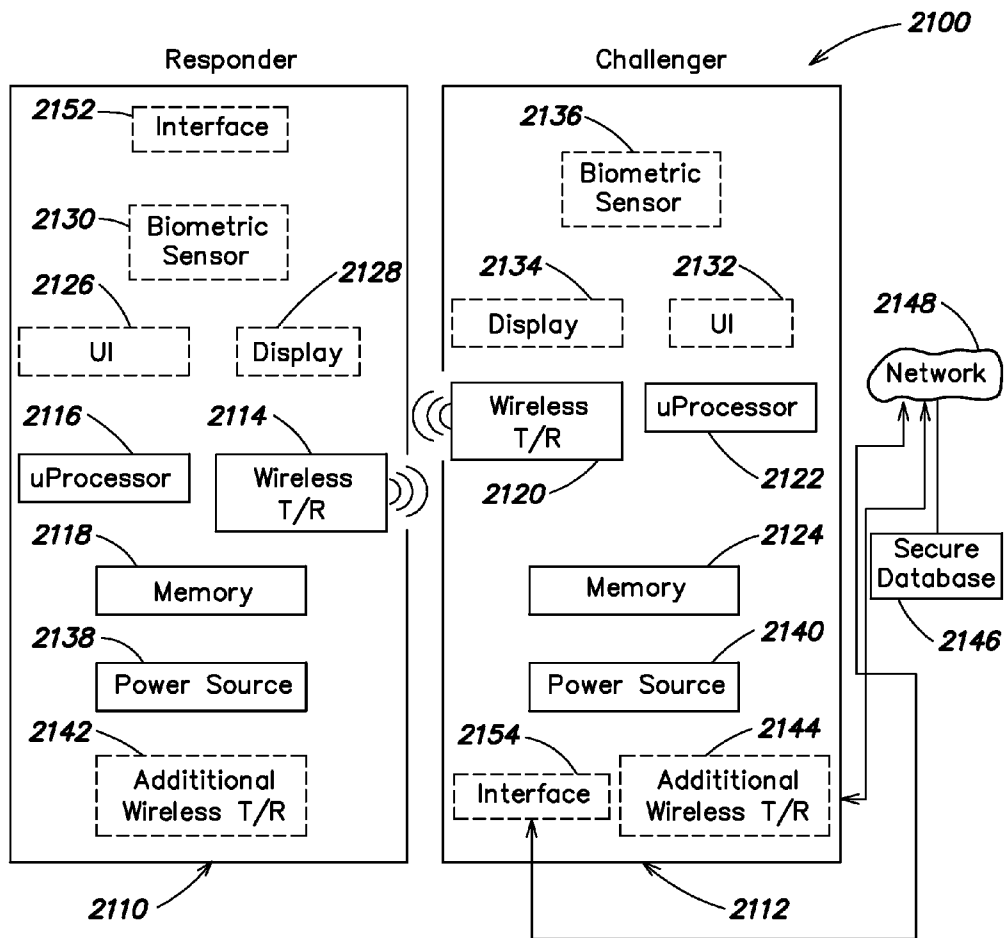 2100
Responder
Challenger
2152
Interface
2136
Biometric
Sensor
2130
Biometric
Sensor
2126
2128
UI
Display
2134
2132
Display
UI
2148
Network
2116
2114
uProcessor
Wireless
T/R
Wireless
T/R
uProcessor
2120
2122
2118
Memory
2124
Memory
Secure
Database
2146
2138
Power Source
2140
Power Source
2142
Addititional
Wireless T/R
2154
2144
Interface
Addititional
Wireless T/R
2110
2112